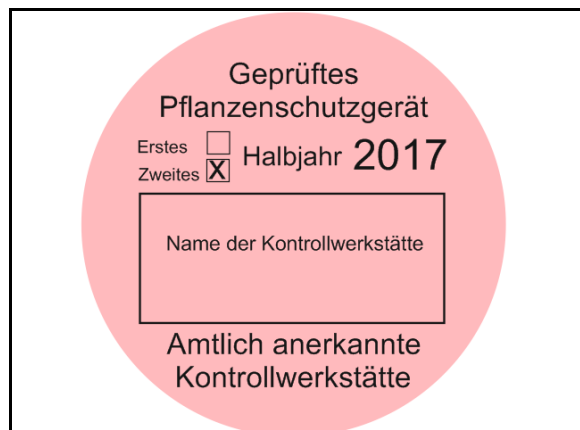 Geprüftes
Pflanzenschutzgerät
Erstes
Zweites X Halbjahr 2017
Name der Kontrollwerkstätte
Amtlich anerkannte
Kontrollwerkstätte